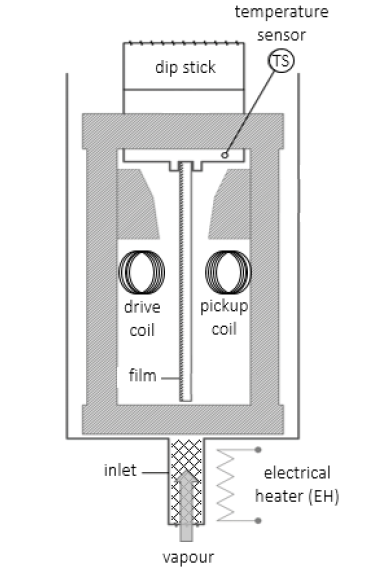 temperature
sensor
TS
dip stick
drive
coil
pickup
coil
film
inlet
electrical
heater (EH)
vapour